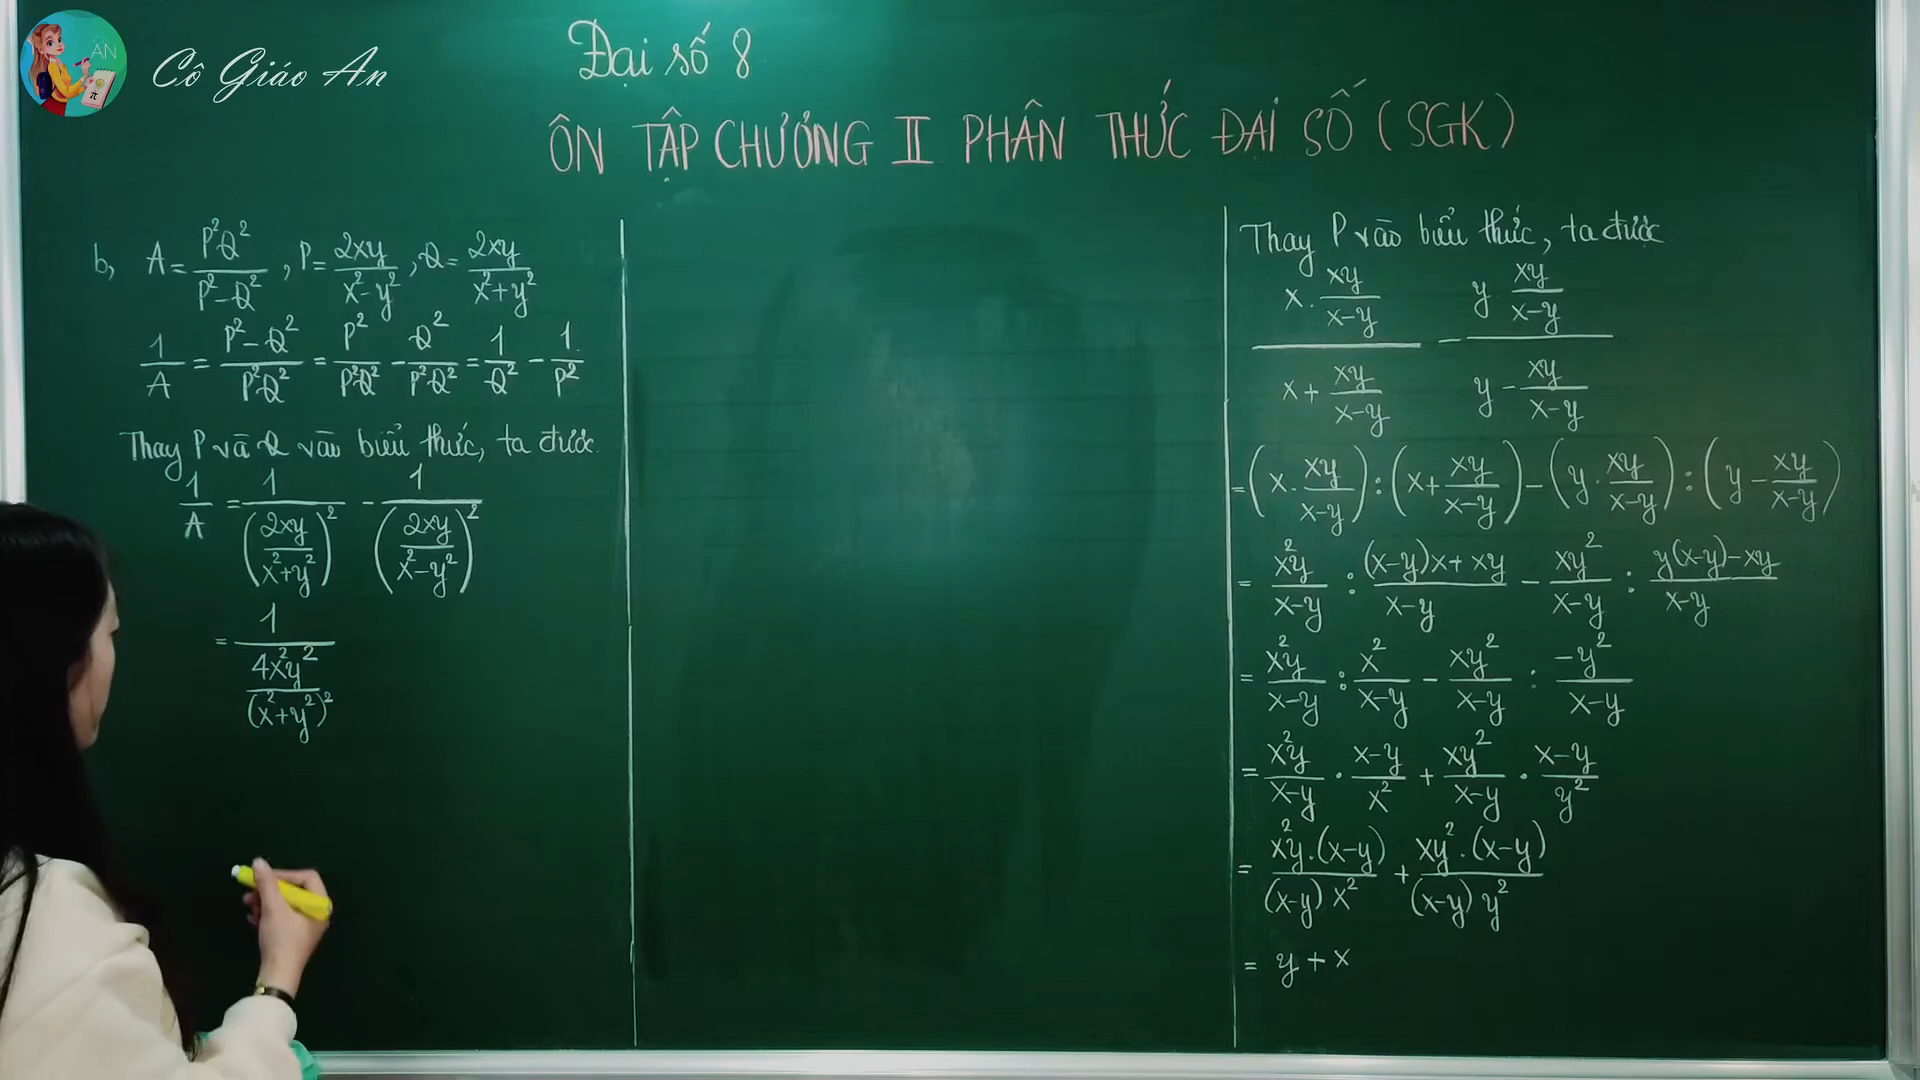 AN
Cô Giáo An
Đại số 8
ÔN TẬP CHƯƠNG II PHÂN THỨC ĐẠI SỐ (SGK)
b, A = P²Q²/(P²-Q²), P = 2xy/(x²-y²), Q = 2xy/(x²+y²)
1/A = (P²-Q²)/(P²Q²) = P²/(P²Q²) - Q²/(P²Q²) = 1/Q² - 1/P²
Thay P và Q vào biểu thức, ta được
1/A = 1/(2xy/(x²+y²))² - 1/(2xy/(x²-y²))²
= 1/(4x²y²/(x²+y²)²)
Thay P vào biểu thức, ta được
(x . xy/(x-y))/(x + xy/(x-y)) - (y xy/(x-y))/(y - xy/(x-y))
= (x . xy/(x-y)) : (x + xy/(x-y)) - (y . xy/(x-y)) : (y - xy/(x-y))
= x²y/(x-y) : ((x-y)x + xy)/(x-y) - xy²/(x-y) : (y(x-y) - xy)/(x-y)
= x²y/(x-y) : x²/(x-y) - xy²/(x-y) : -y²/(x-y)
= x²y/(x-y) . (x-y)/x² + xy²/(x-y) . (x-y)/y²
= x²y.(x-y)/((x-y) x²) + xy².(x-y)/((x-y) y²)
= y + x